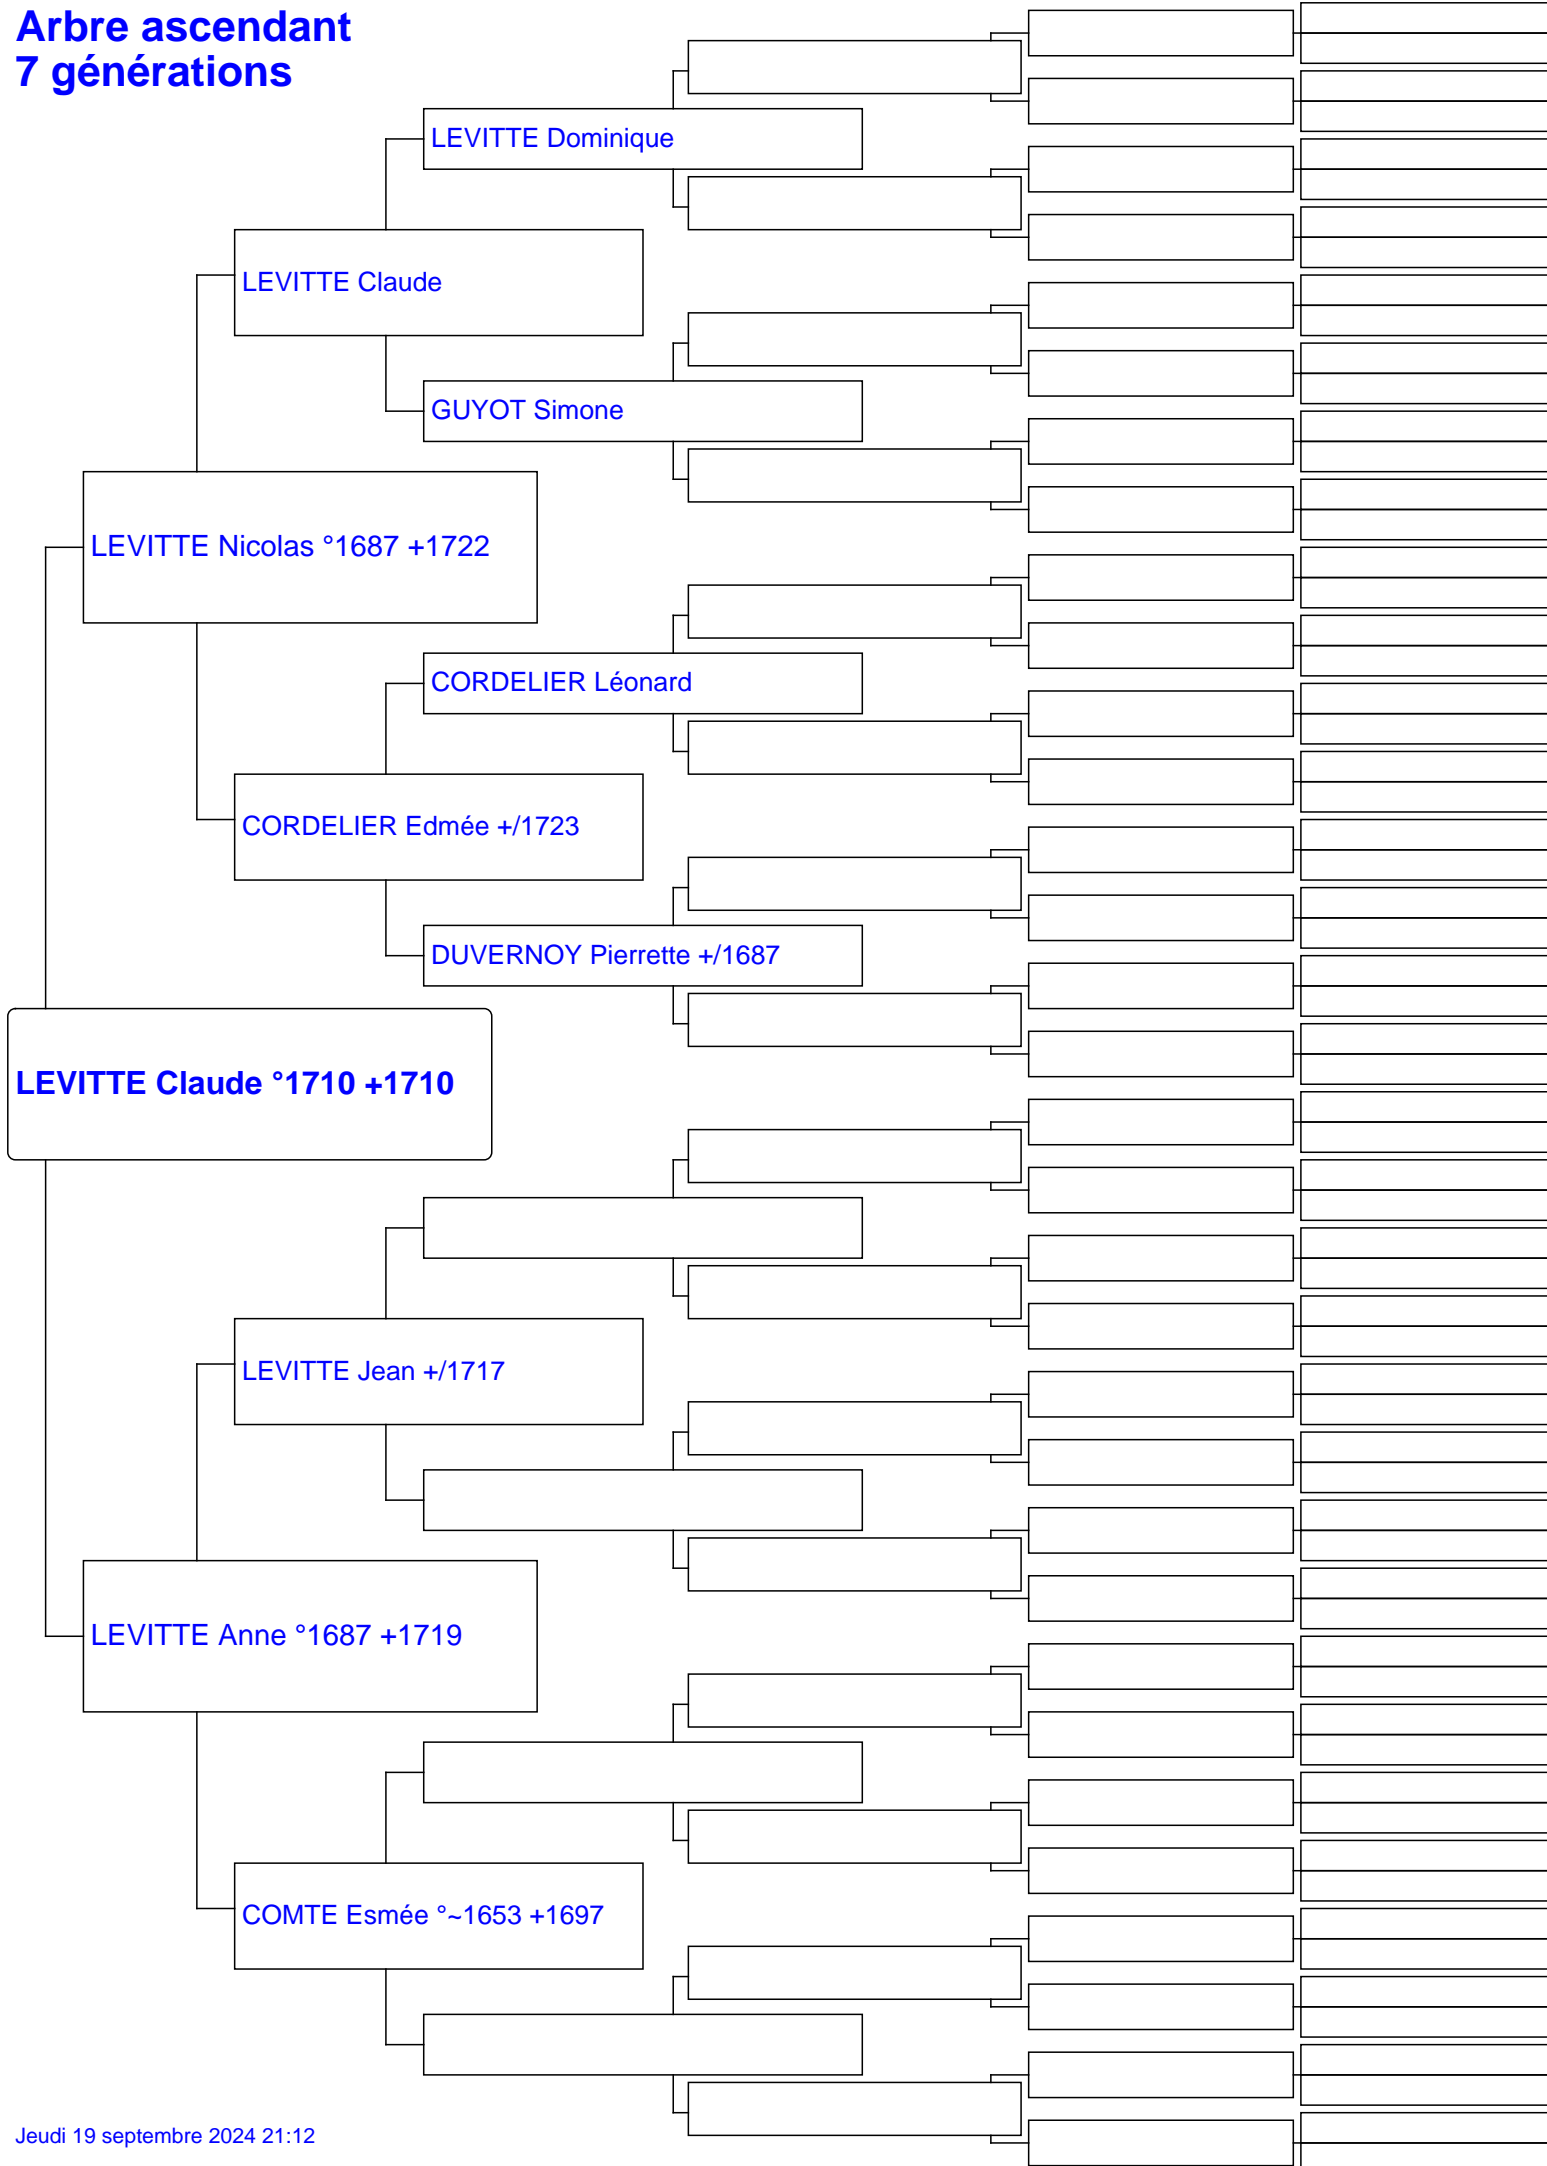 Arbre ascendant
7 générations
LEVITTE Dominique
LEVITTE Claude
GUYOT Simone
LEVITTE Nicolas °1687 +1722
CORDELIER Léonard
CORDELIER Edmée +/1723
DUVERNOY Pierrette +/1687
LEVITTE Claude °1710 +1710
LEVITTE Jean +/1717
LEVITTE Anne °1687 +1719
COMTE Esmée °~1653 +1697
Jeudi 19 septembre 2024 21:12